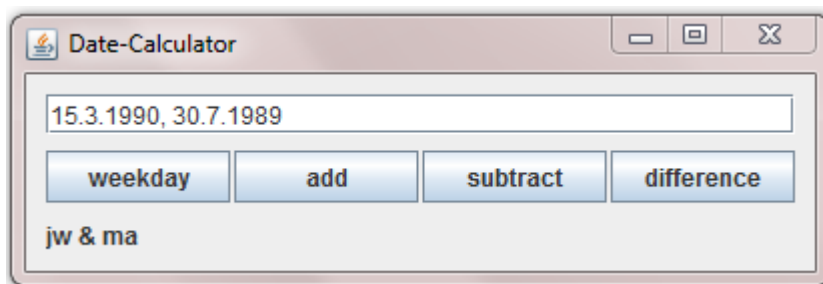 Date-Calculator
15.3.1990, 30.7.1989
weekday add subtract difference
jw & ma